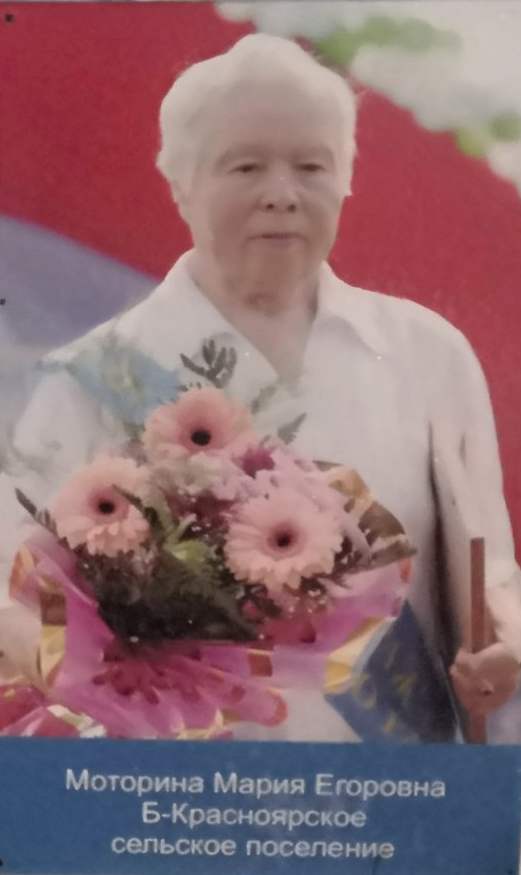 Моторина Мария Егоровна
Б-Красноярское
сельское поселение